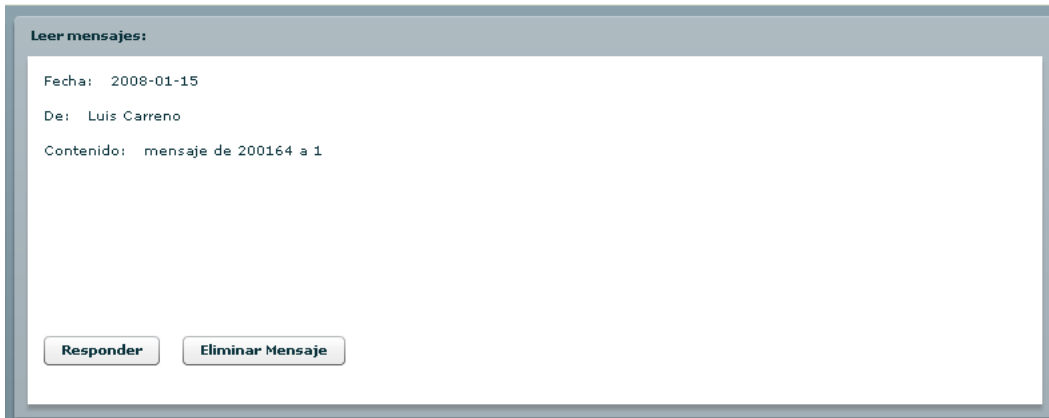 Leer mensajes:
Fecha: 2008-01-15
De: Luis Carreno
Contenido: mensaje de 200164 a 1
Responder Eliminar Mensaje